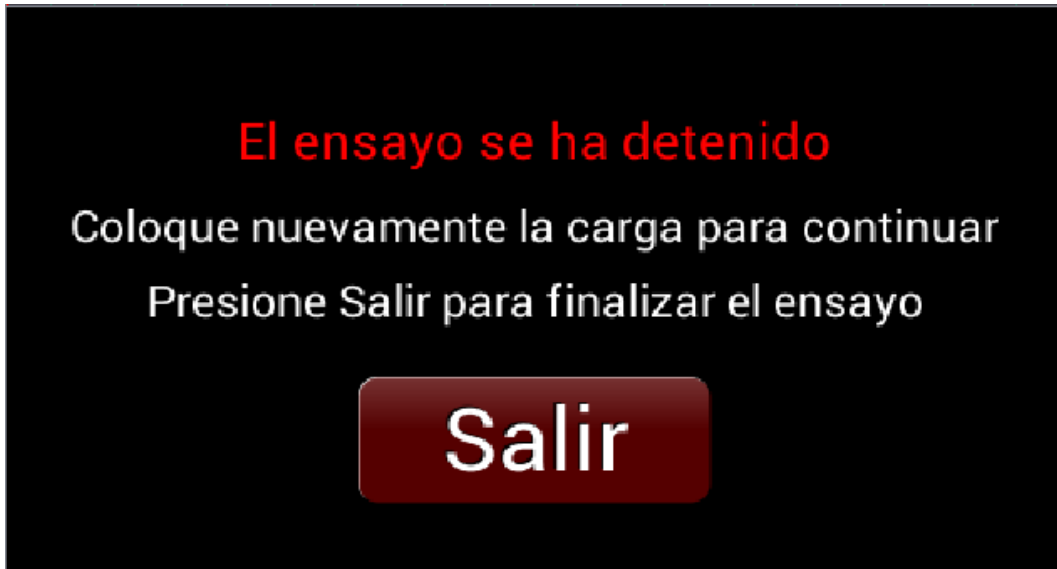 El ensayo se ha detenido
Coloque nuevamente la carga para continuar
Presione Salir para finalizar el ensayo
Salir